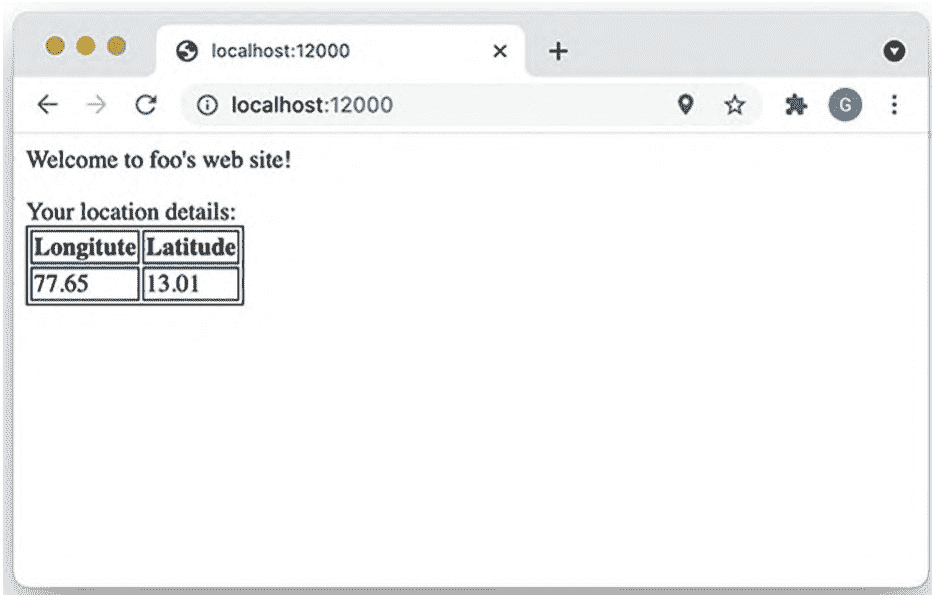 localhost:12000
localhost:12000
G
Welcome to foo's web site!
Your location details:
Longitute Latitude
77.65 13.01